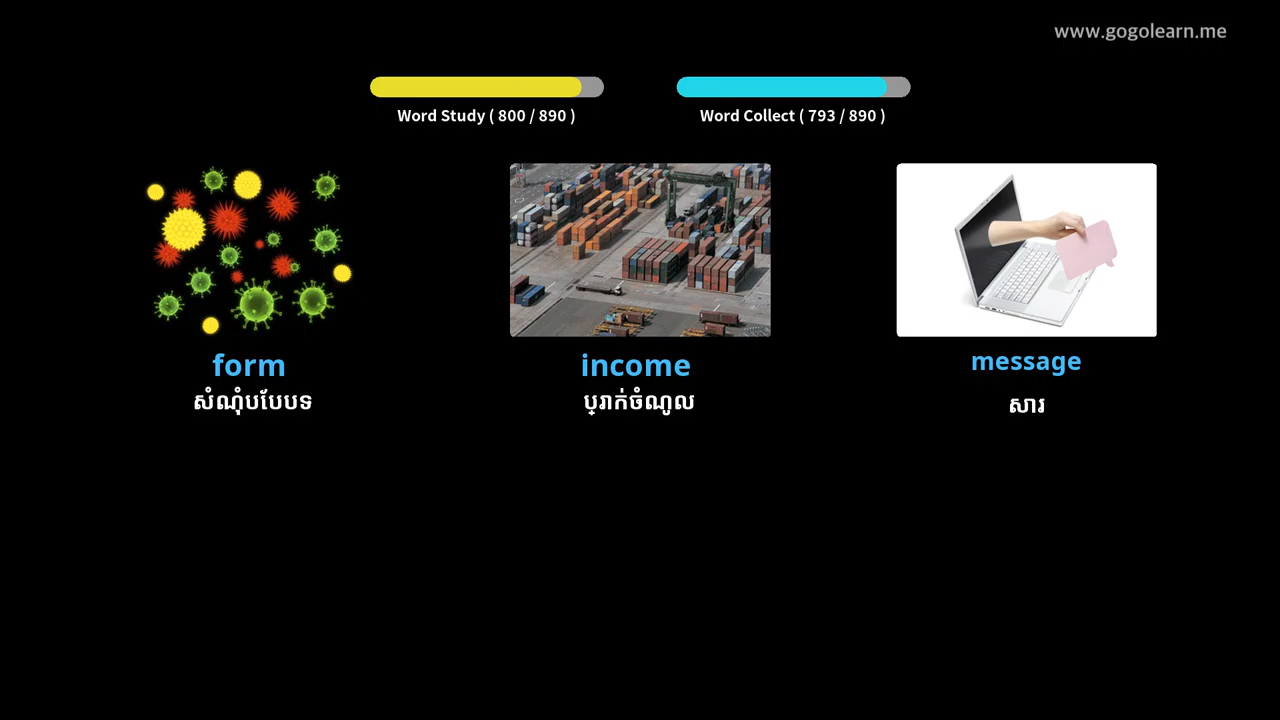 www.gogolearn.me
Word Study ( 800 / 890 )
Word Collect ( 793 / 890 )
form
សំណុំបបែបទ
income
ប្រាក់ចំណូល
message
សារ